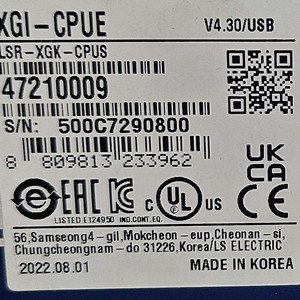 XGI-CPUE V4.30/USB
LSR-XGK-CPUS
47210009
S/N: 500C7290800
8 809813 233962
UK
CA
EAC c UL US CE
LISTED E124950 IND.CONT.EQ.
56,Samseong4-gil,Mokcheon-eup,Cheonan-si,
Chungcheongnam-do 31226,Korea/LS ELECTRIC
2022.08.01 MADE IN KOREA